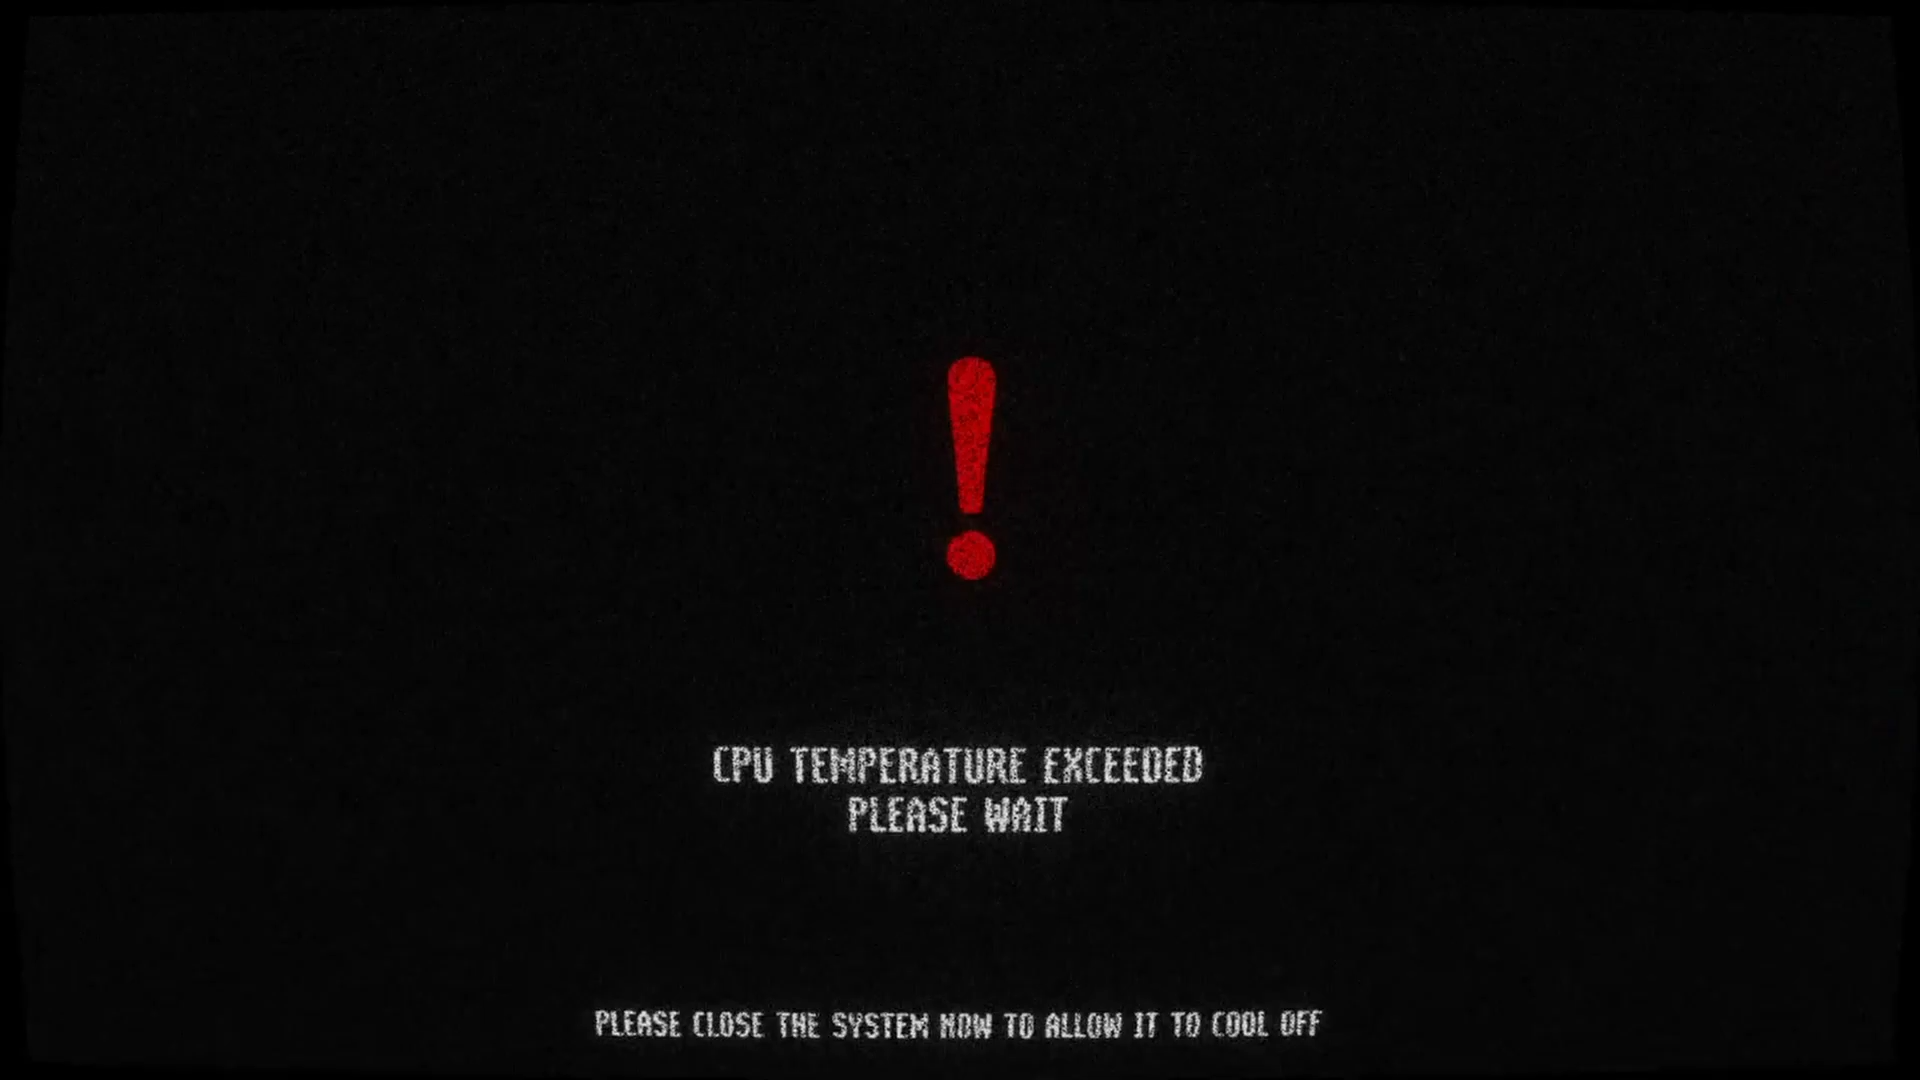 !
CPU TEMPERATURE EXCEEDED
PLEASE WAIT
PLEASE CLOSE THE SYSTEM NOW TO ALLOW IT TO COOL OFF